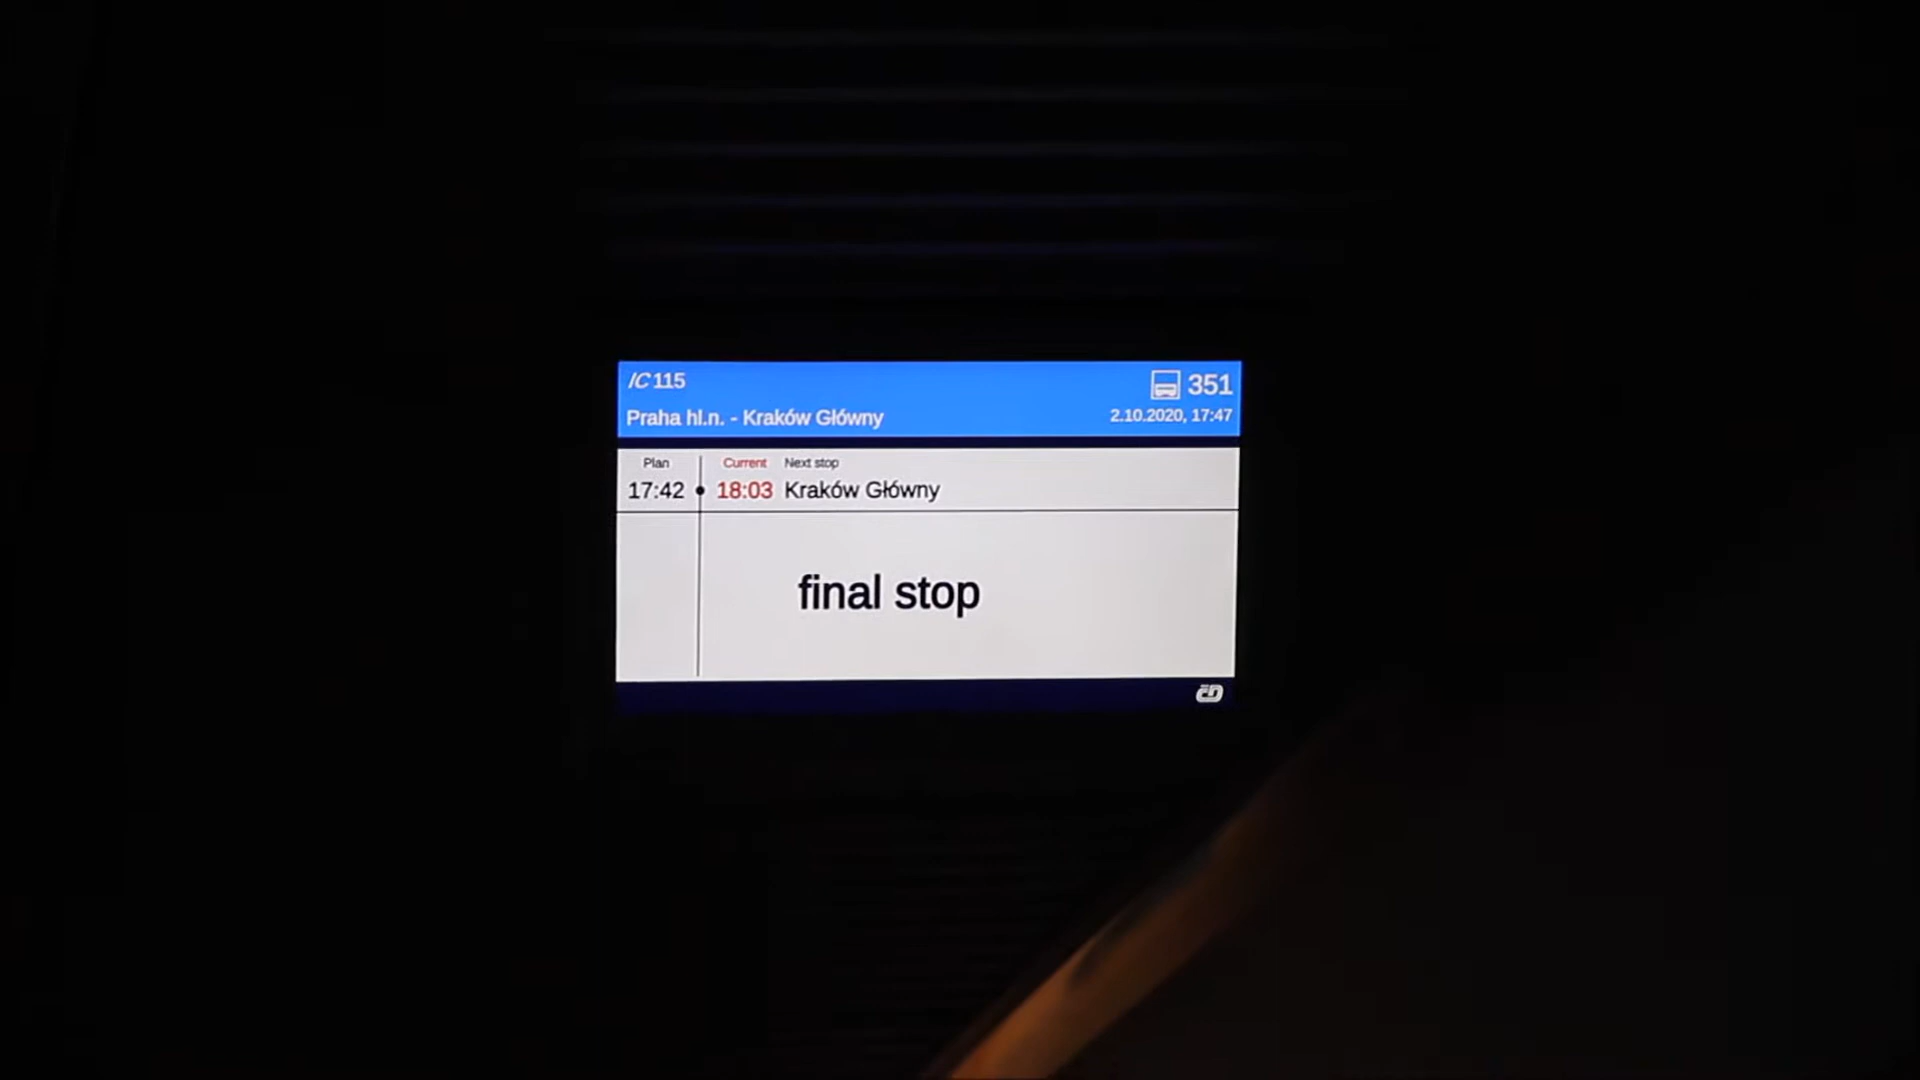 IC 115
351
Praha hl.n. - Kraków Główny
2.10.2020, 17:47
Plan Current Next stop
17:42 18:03 Kraków Główny
final stop
ČD